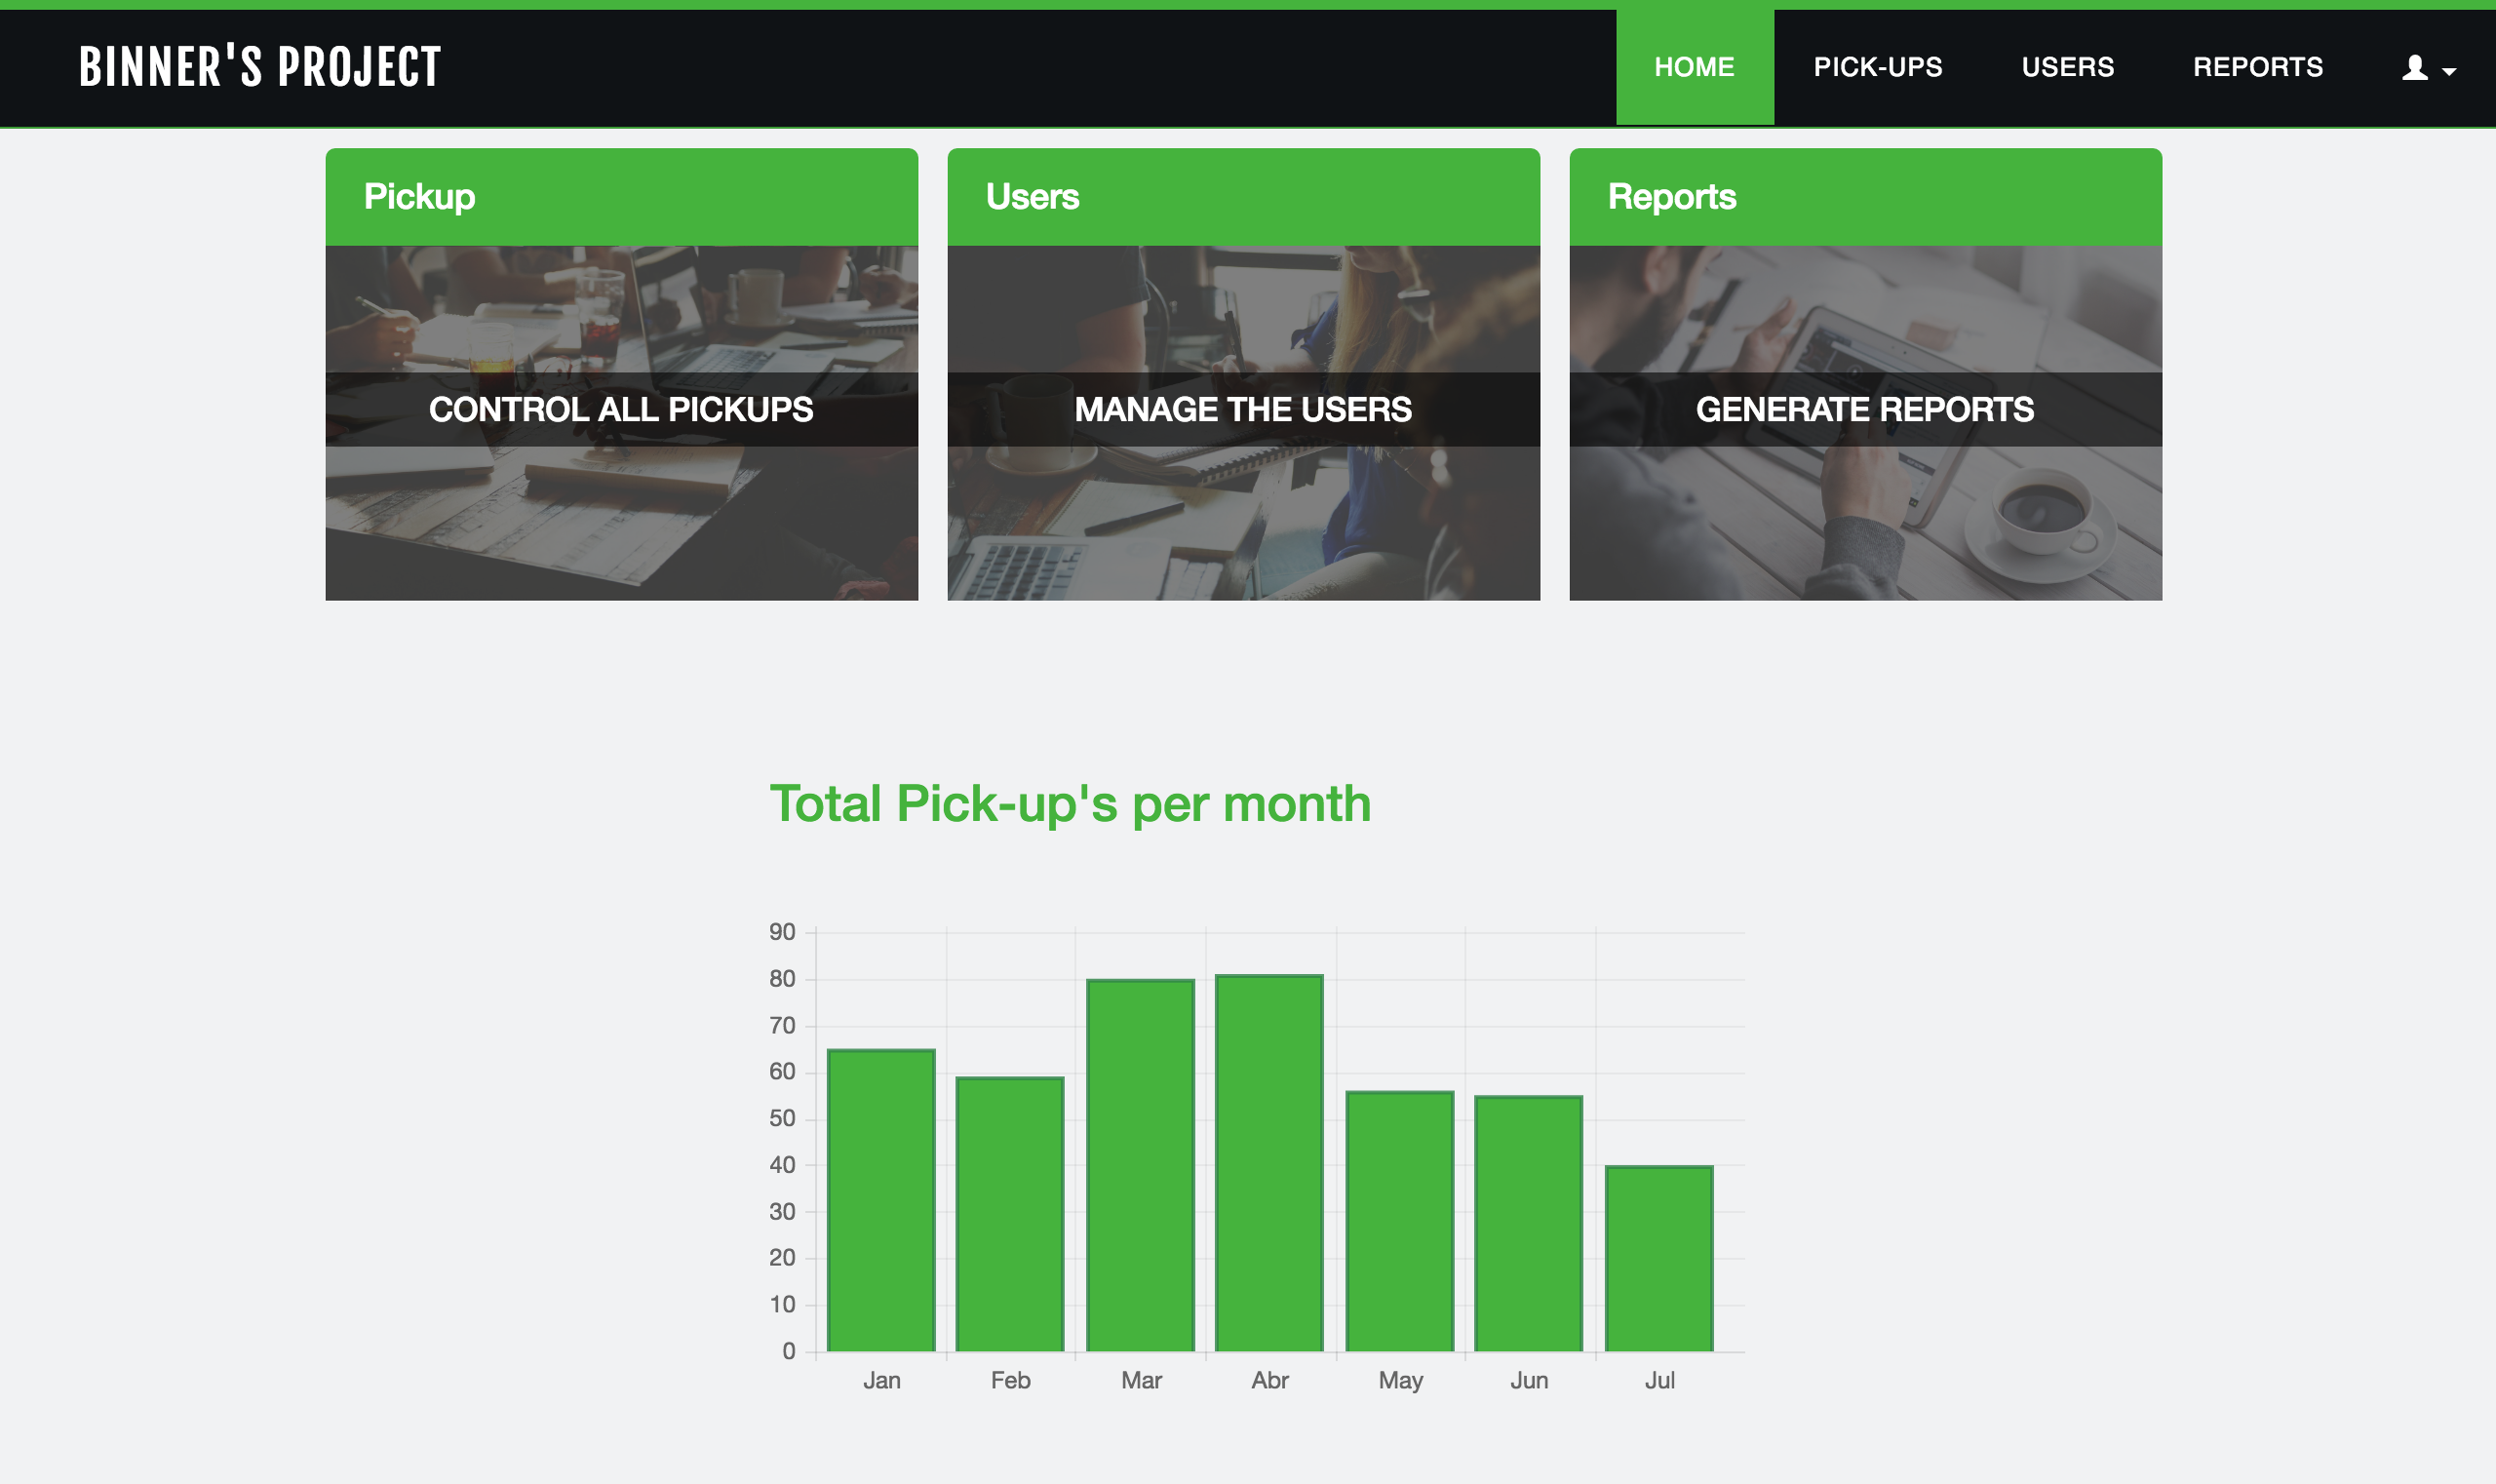 BINNER'S PROJECT
HOME PICK-UPS USERS REPORTS
Pickup
CONTROL ALL PICKUPS
Users
MANAGE THE USERS
Reports
GENERATE REPORTS
Total Pick-up's per month
90
80
70
60
50
40
30
20
10
0
Jan Feb Mar Abr May Jun Jul